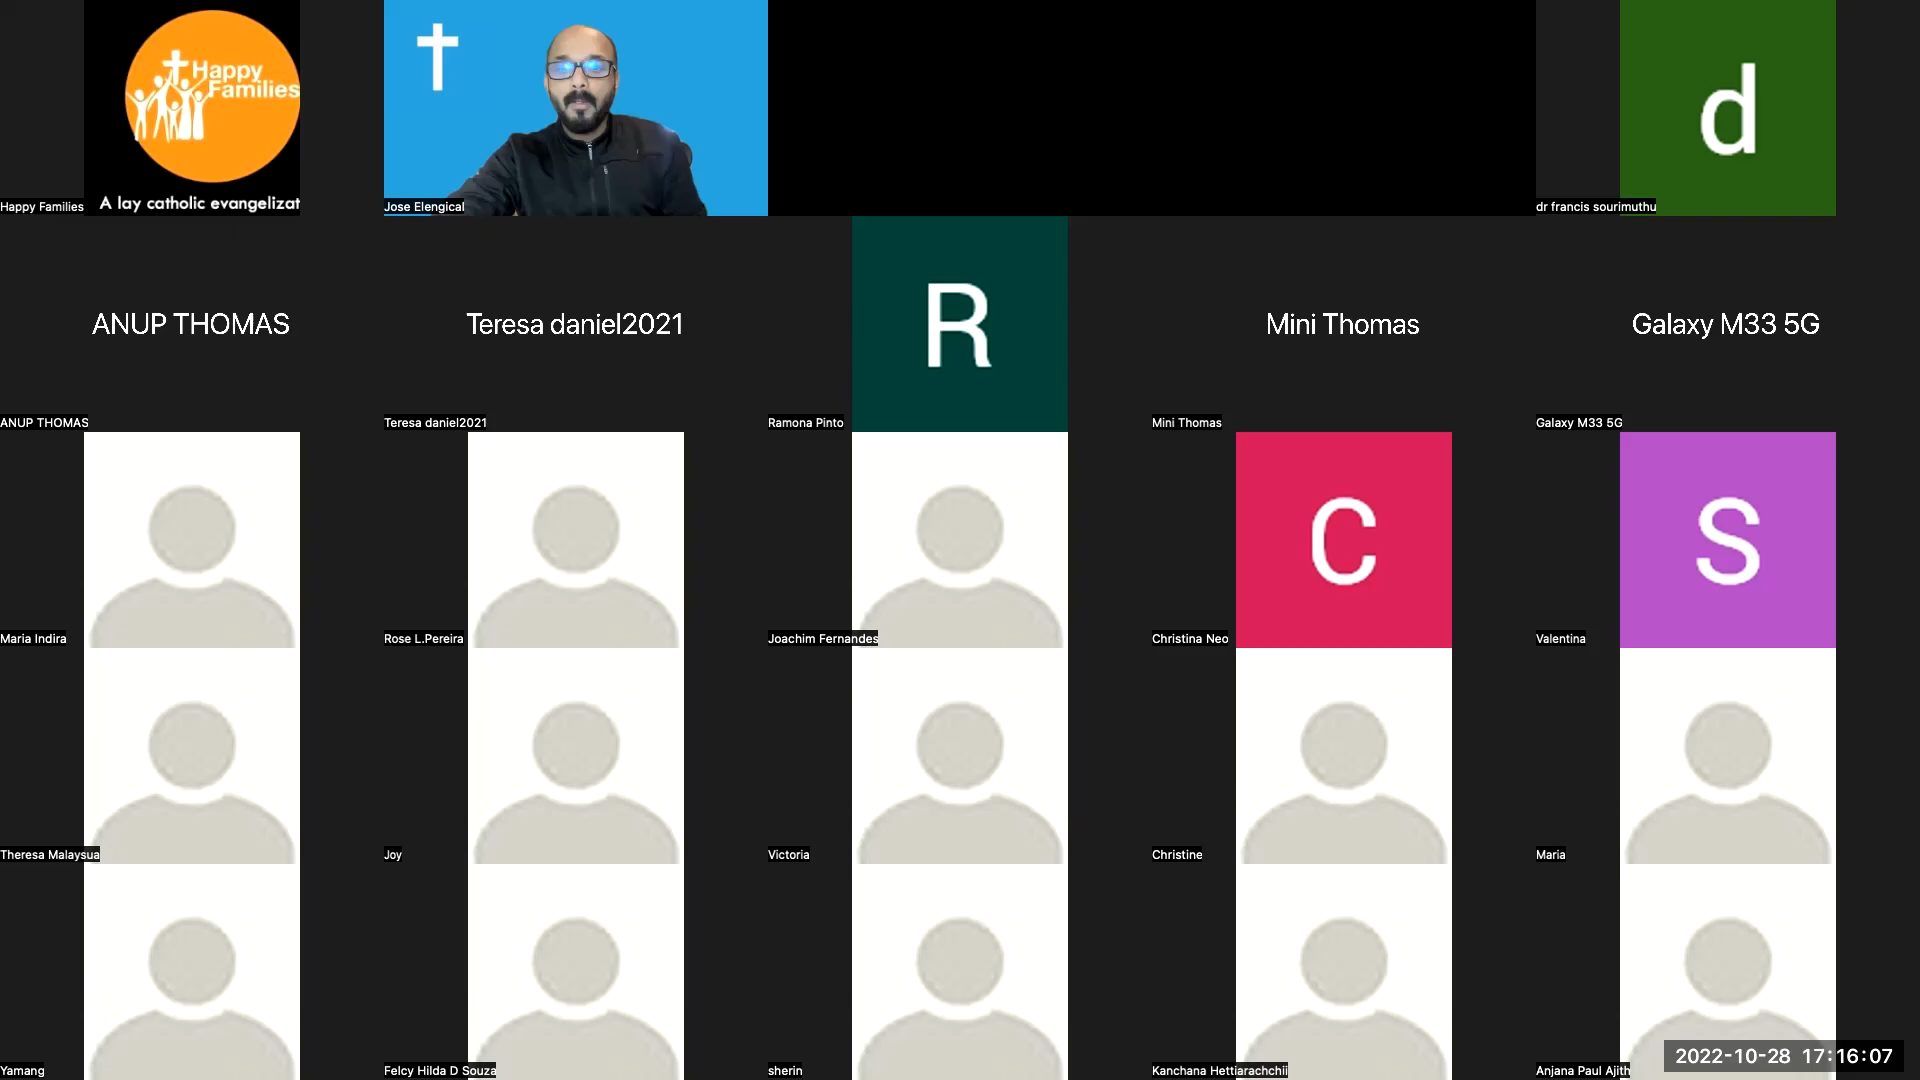 Happy
Families
A lay catholic evangelizat
Happy Families
Jose Elengical
d
dr francis sourimuthu
ANUP THOMAS
Teresa daniel2021
R
Mini Thomas
Galaxy M33 5G
ANUP THOMAS
Teresa daniel2021
Ramona Pinto
Mini Thomas
Galaxy M33 5G
C
S
Maria Indira
Rose L.Pereira
Joachim Fernandes
Christina Neo
Valentina
Theresa Malaysua
Joy
Victoria
Christine
Maria
2022-10-28 17:16:07
Yamang
Felcy Hilda D Souza
sherin
Kanchana Hettiarachchii
Anjana Paul Ajith